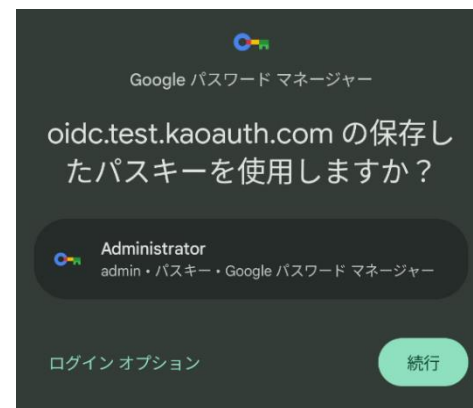 Google パスワード マネージャー
oidc.test.kaoauth.com の保存し
たパスキーを使用しますか？
Administrator
admin • パスキー • Google パスワード マネージャー
ログイン オプション
続行